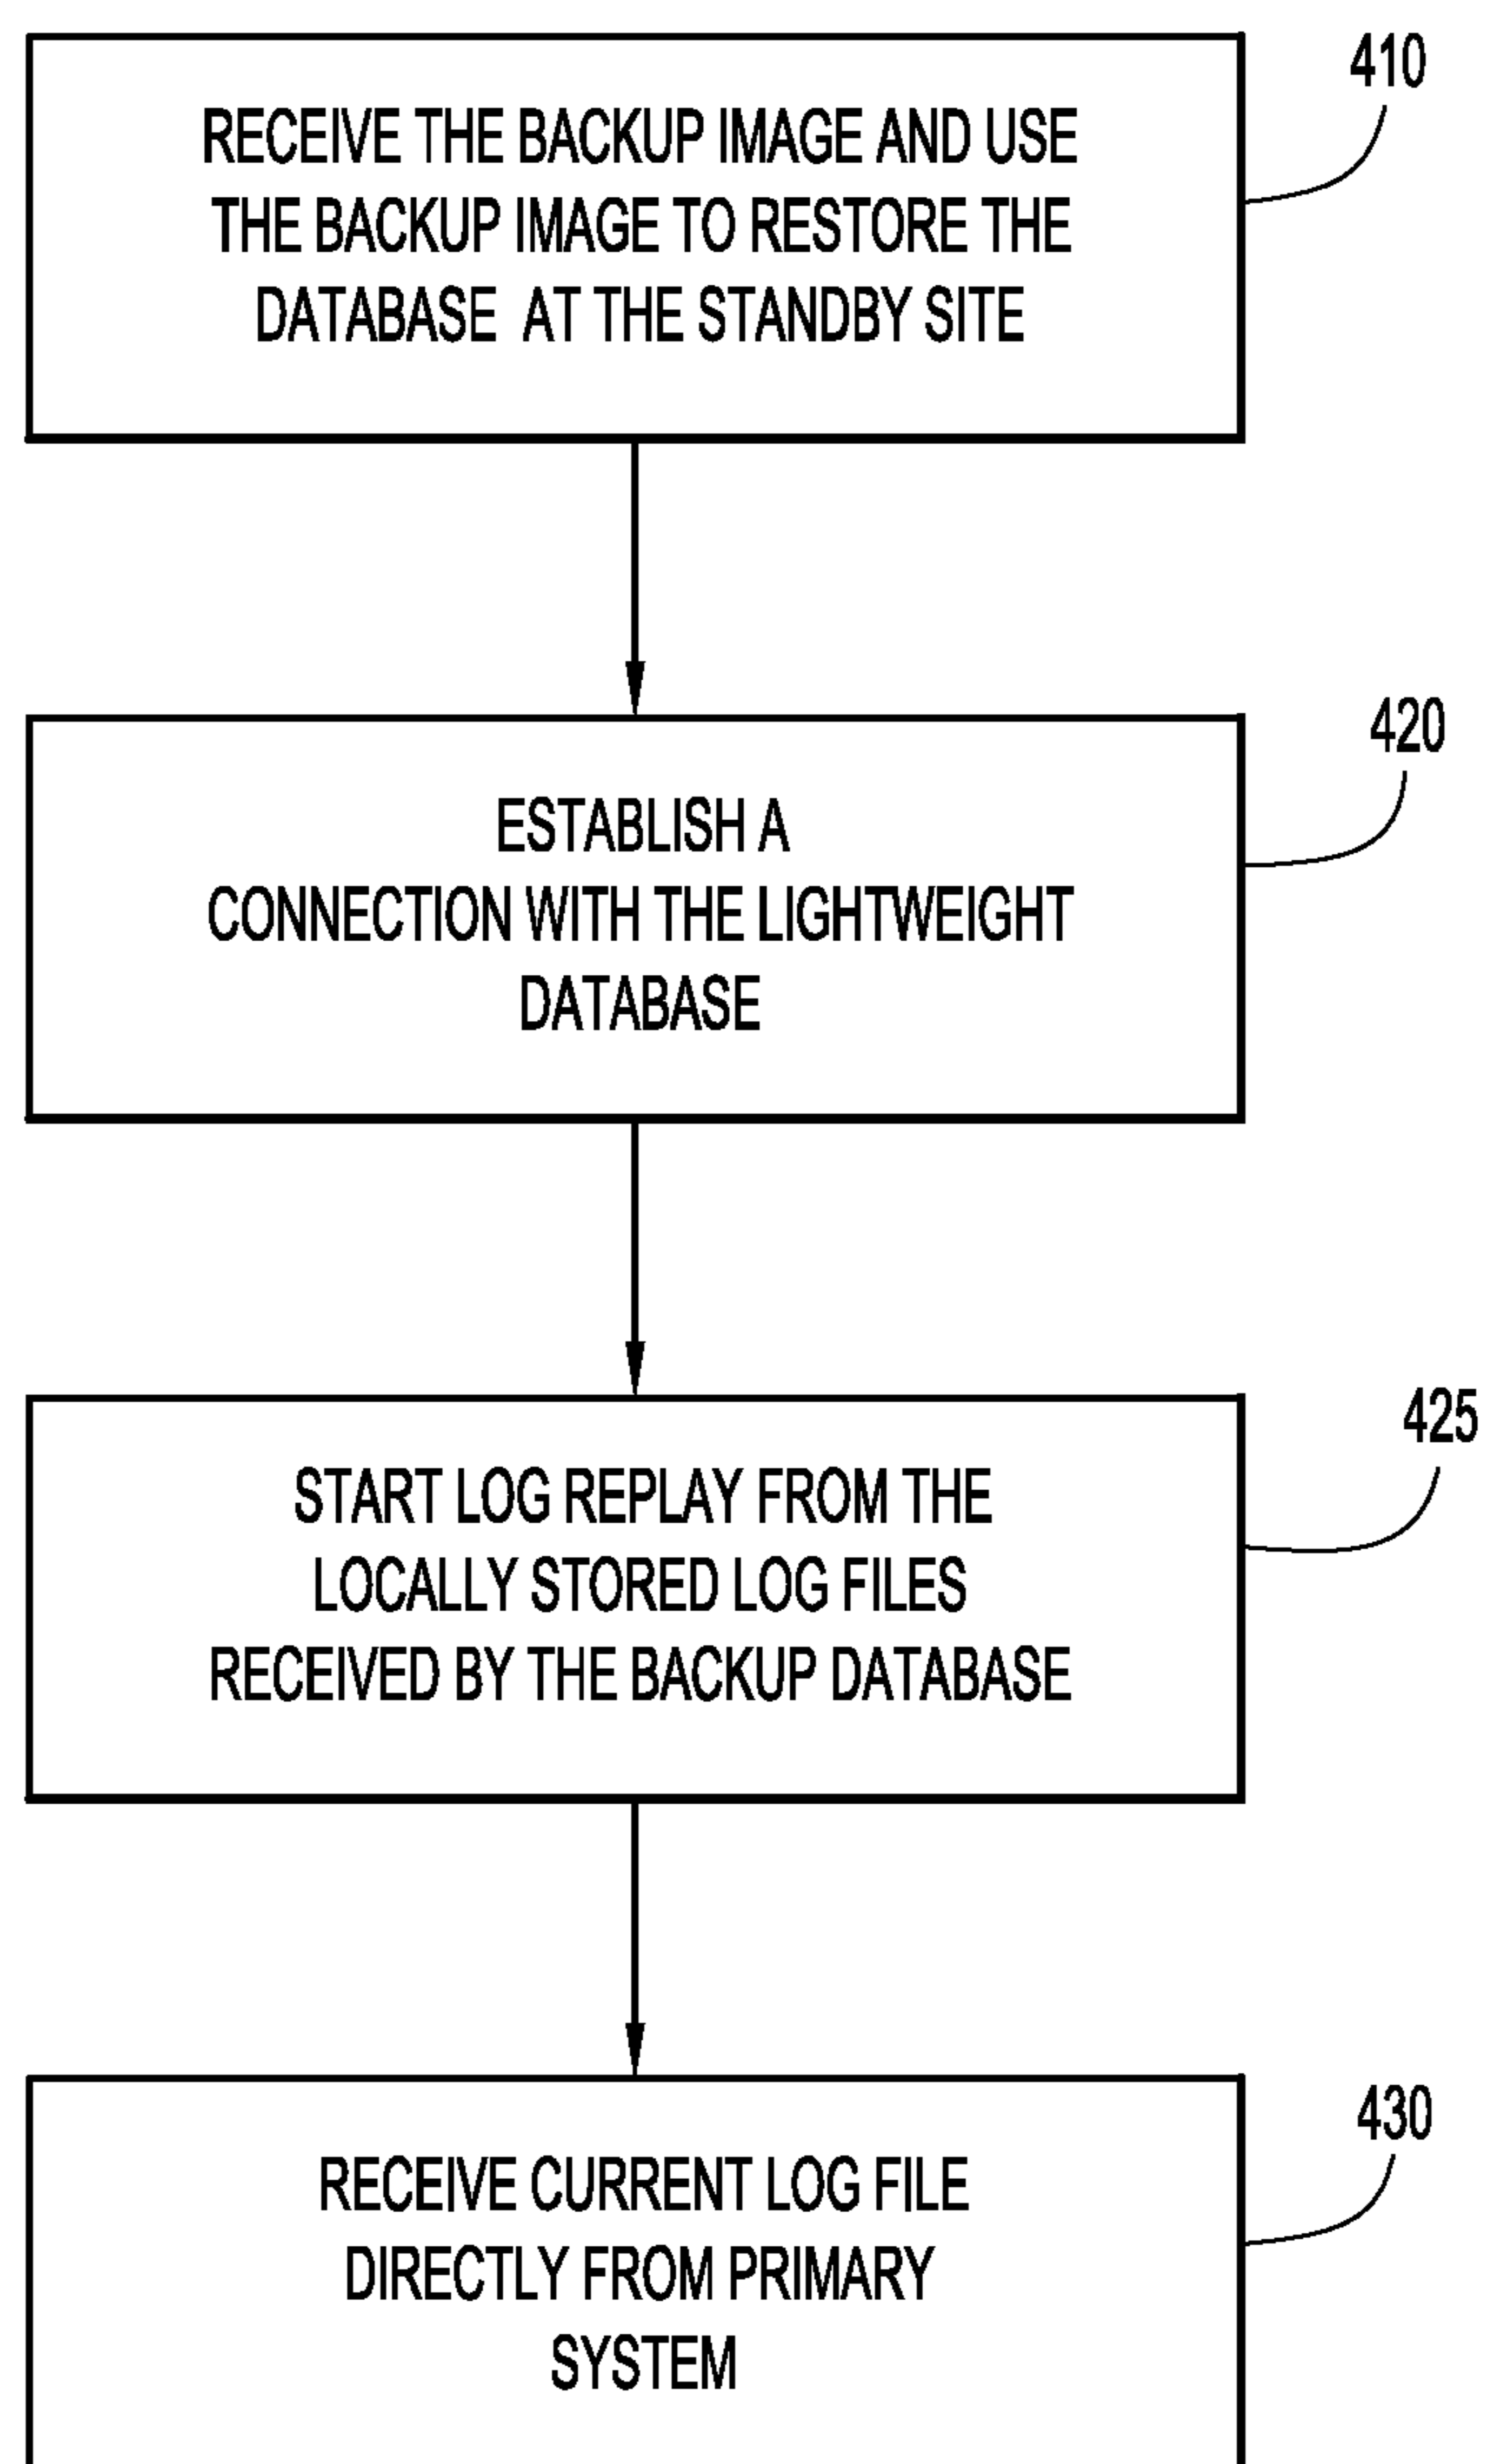 410
RECEIVE THE BACKUP IMAGE AND USE
THE BACKUP IMAGE TO RESTORE THE
DATABASE AT THE STANDBY SITE
420
ESTABLISH A
CONNECTION WITH THE LIGHTWEIGHT
DATABASE
425
START LOG REPLAY FROM THE
LOCALLY STORED LOG FILES
RECEIVED BY THE BACKUP DATABASE
430
RECEIVE CURRENT LOG FILE
DIRECTLY FROM PRIMARY
SYSTEM